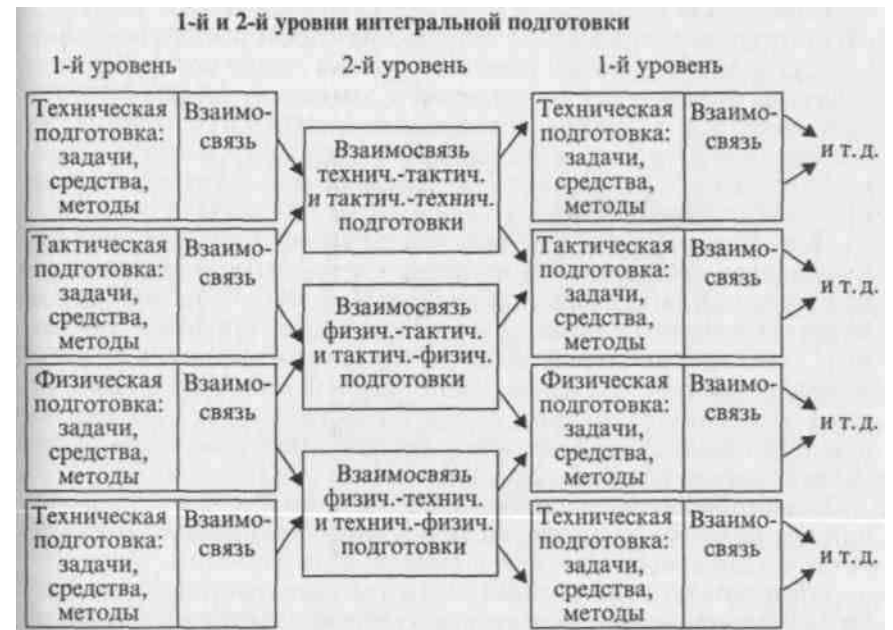 1-й и 2-й уровни интегральной подготовки
1-й уровень
2-й уровень
1-й уровень
Техническая
подготовка:
задачи,
средства,
методы
Взаимо-
связь
Тактическая
подготовка:
задачи,
средства,
методы
Взаимо-
связь
Физическая
подготовка:
задачи,
средства,
методы
Взаимо-
связь
Техническая
подготовка:
задачи,
средства,
методы
Взаимо-
связь
Взаимосвязь
технич.-тактич.
и тактич.-технич.
подготовки
Взаимосвязь
физич.-тактич.
и тактич.-физич.
подготовки
Взаимосвязь
физич.-технич.
и технич.-физич.
подготовки
Техническая
подготовка:
задачи,
средства,
методы
Взаимо-
связь
и т. д.
Тактическая
подготовка:
задачи,
средства,
методы
Взаимо-
связь
и т. д.
Физическая
подготовка:
задачи,
средства,
методы
Взаимо-
связь
и т. д.
Техническая
подготовка:
задачи,
средства,
методы
Взаимо-
связь
и т. д.